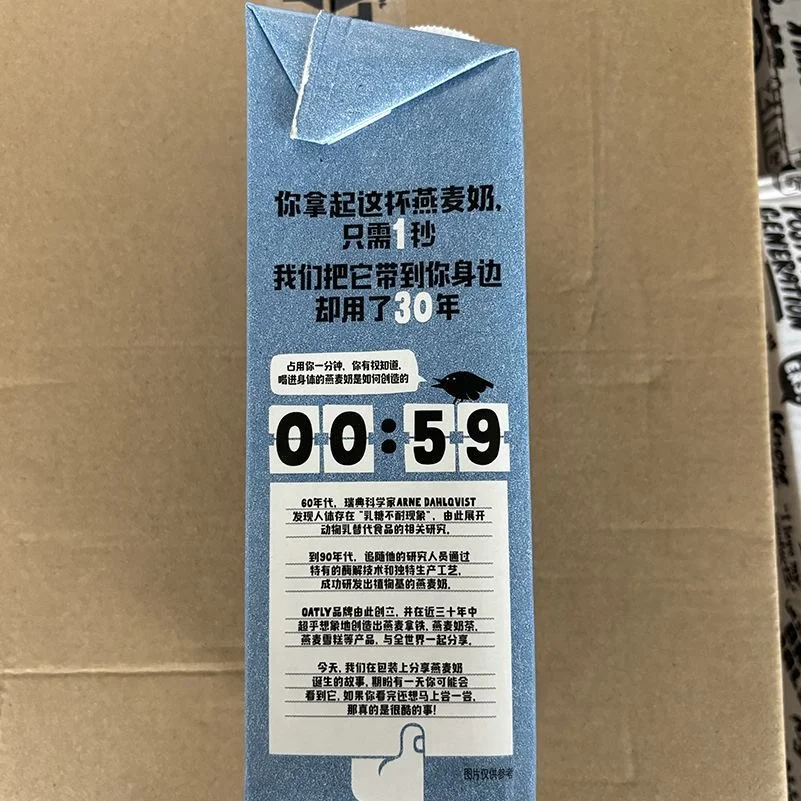 你拿起这杯燕麦奶,
只需1秒
我们把它带到你身边
却用了30年
占用你一分钟，你有权知道,
喝进身体的燕麦奶是如何创造的
00:59
60年代，瑞典科学家ARNE DAHLQVIST
发现人体存在“乳糖不耐现象”，由此展开
动物乳替代食品的相关研究。
到90年代，追随他的研究人员通过
特有的酶解技术和独特生产工艺,
成功研发出植物基的燕麦奶。
OATLY品牌由此创立，并在近三十年中
超乎想象地创造出燕麦拿铁、燕麦奶茶、
燕麦雪糕等产品，与全世界一起分享。
今天，我们在包装上分享燕麦奶
诞生的故事，期盼有一天你可能会
看到它，如果你看完还想马上尝一尝,
那真的是很酷的事!
图片仅供参考
POST
GENERATION